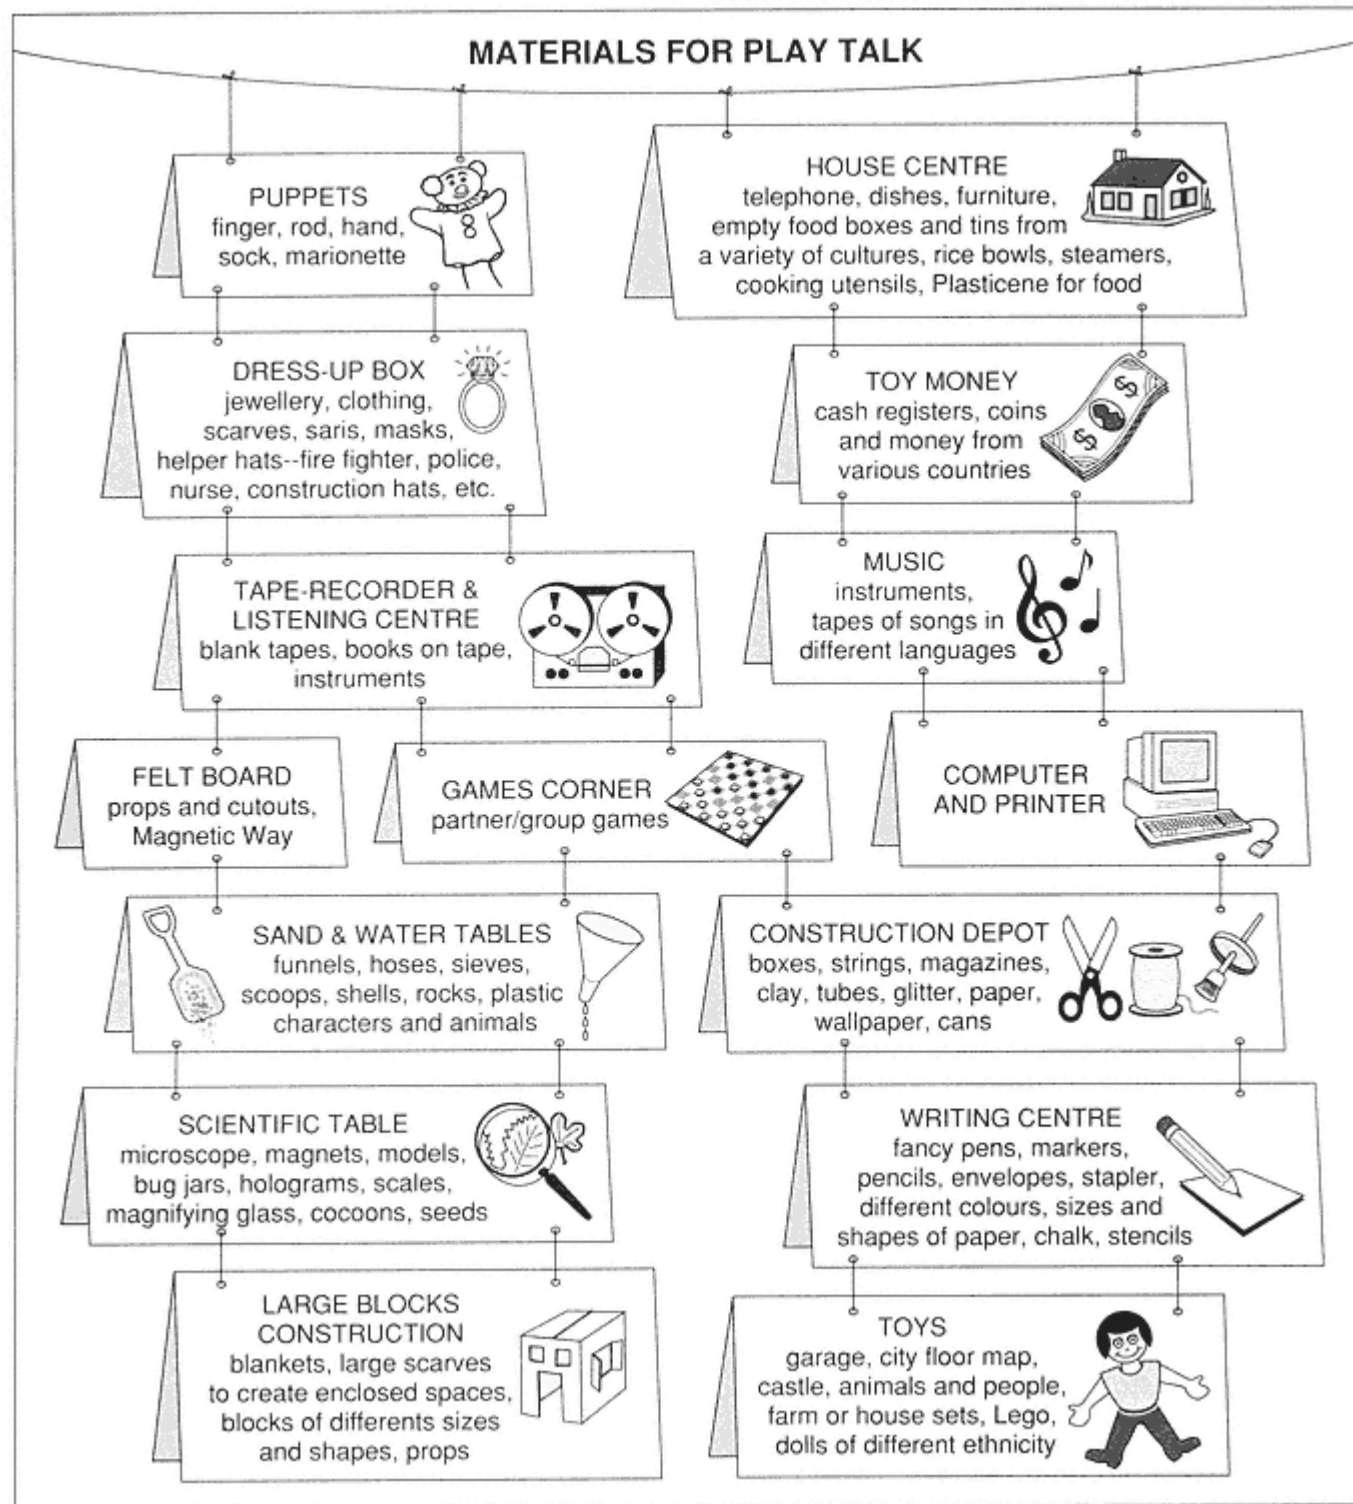 MATERIALS FOR PLAY TALK
PUPPETS
finger, rod, hand,
sock, marionette
HOUSE CENTRE
telephone, dishes, furniture,
empty food boxes and tins from
a variety of cultures, rice bowls, steamers,
cooking utensils, Plasticene for food
DRESS-UP BOX
jewellery, clothing,
scarves, saris, masks,
helper hats--fire fighter, police,
nurse, construction hats, etc.
TOY MONEY
cash registers, coins
and money from
various countries
$
$
TAPE-RECORDER &
LISTENING CENTRE
blank tapes, books on tape,
instruments
MUSIC
instruments,
tapes of songs in
different languages
FELT BOARD
props and cutouts,
Magnetic Way
GAMES CORNER
partner/group games
COMPUTER
AND PRINTER
SAND & WATER TABLES
funnels, hoses, sieves,
scoops, shells, rocks, plastic
characters and animals
CONSTRUCTION DEPOT
boxes, strings, magazines,
clay, tubes, glitter, paper,
wallpaper, cans
SCIENTIFIC TABLE
microscope, magnets, models,
bug jars, holograms, scales,
magnifying glass, cocoons, seeds
WRITING CENTRE
fancy pens, markers,
pencils, envelopes, stapler,
different colours, sizes and
shapes of paper, chalk, stencils
LARGE BLOCKS
CONSTRUCTION
blankets, large scarves
to create enclosed spaces,
blocks of differents sizes
and shapes, props
TOYS
garage, city floor map,
castle, animals and people,
farm or house sets, Lego,
dolls of different ethnicity